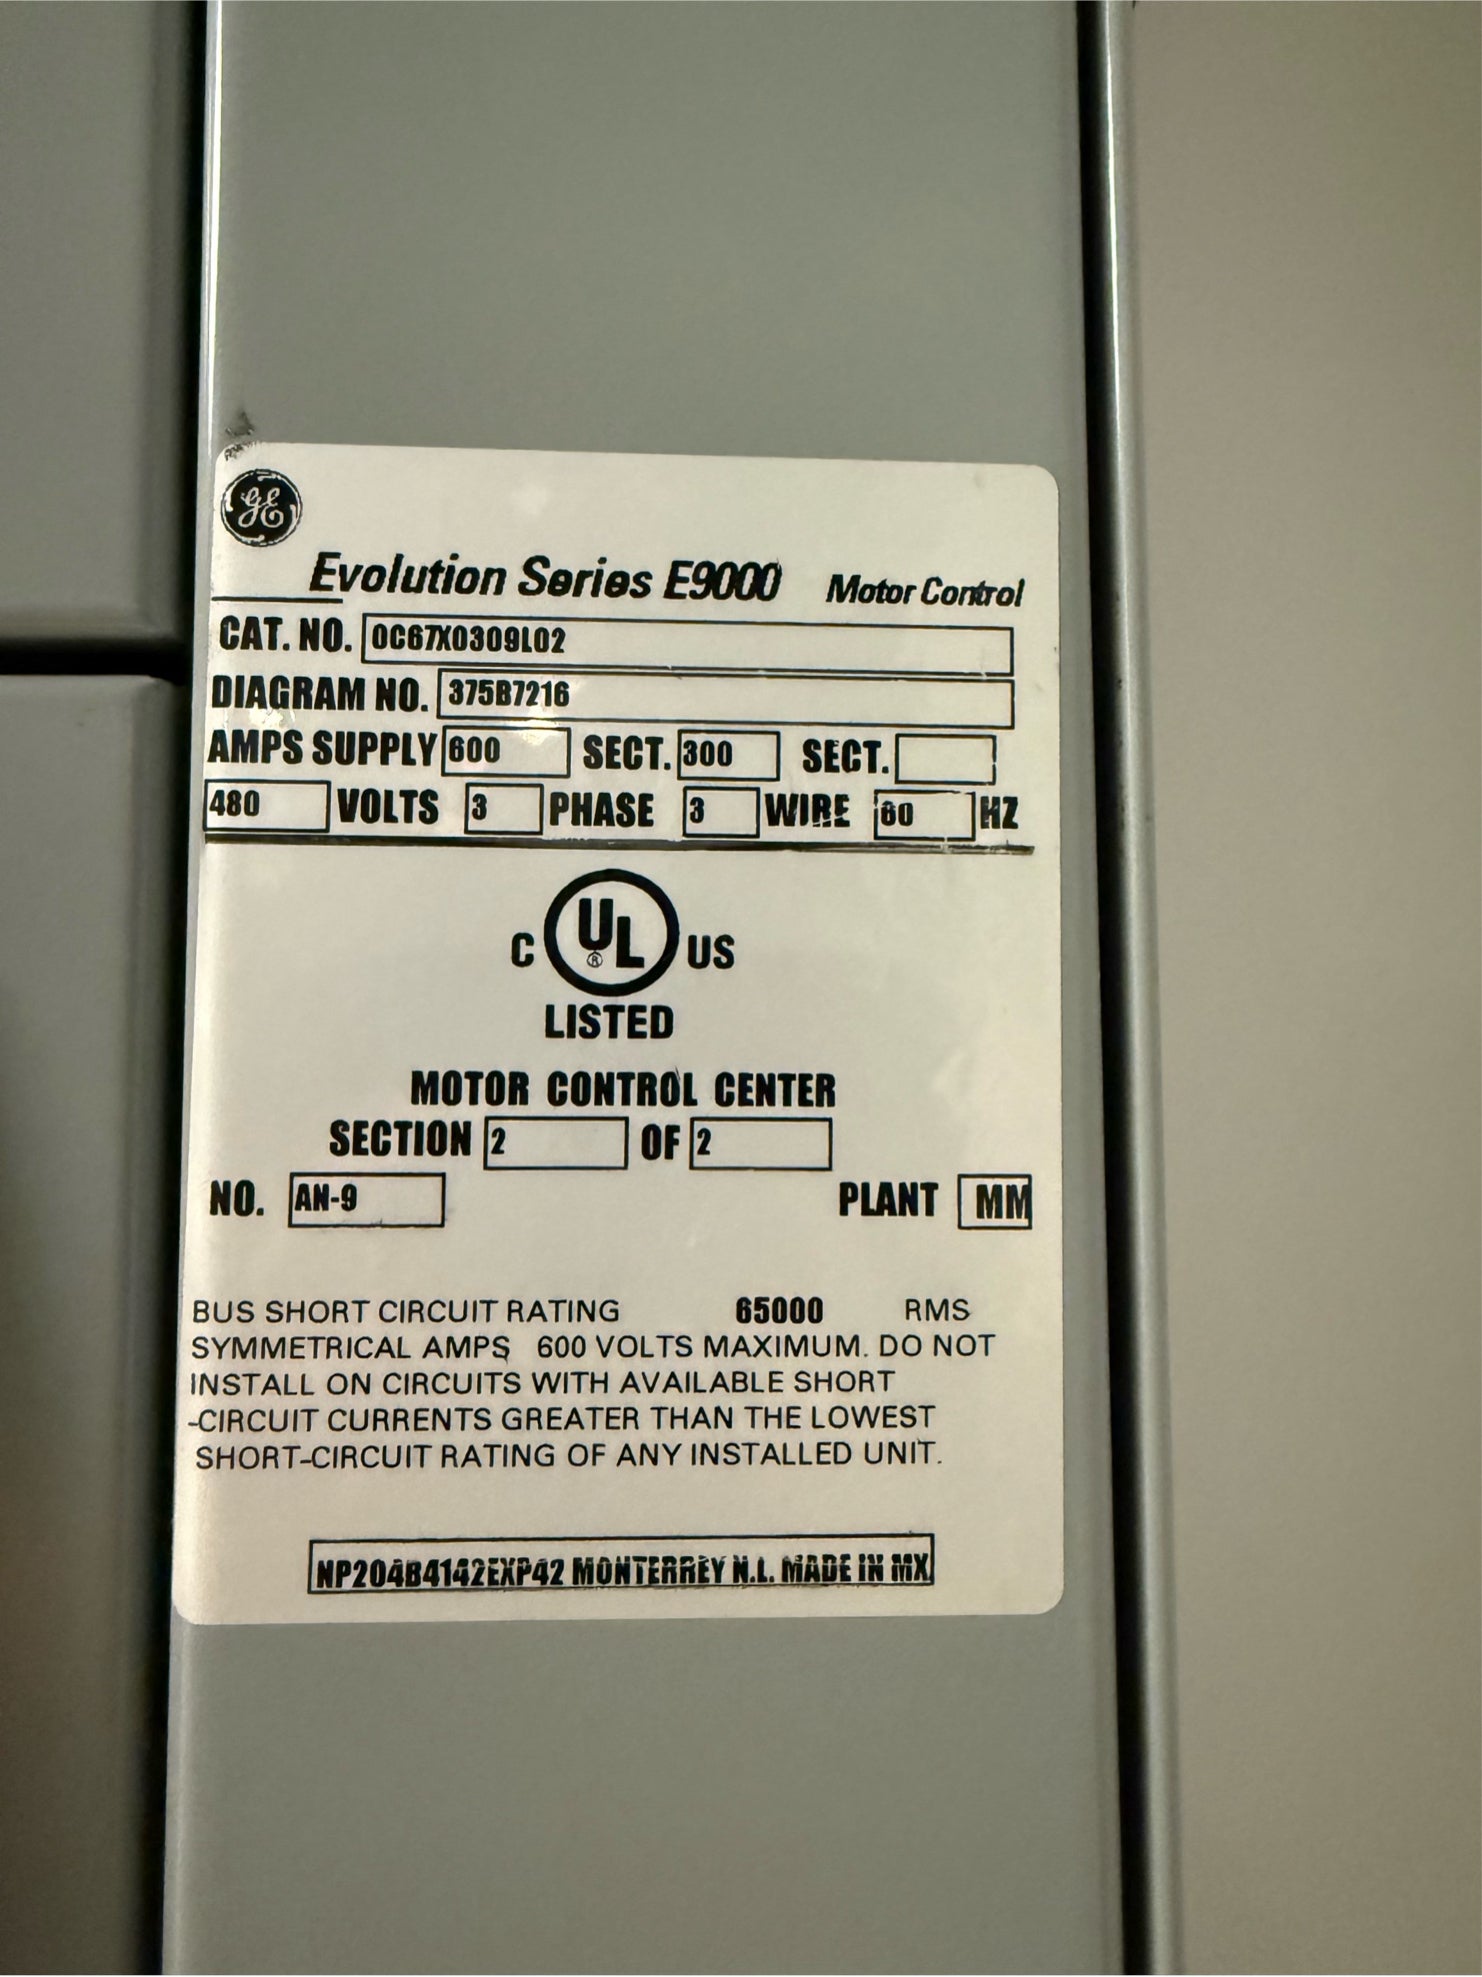 GE
Evolution Series E9000 Motor Control
CAT. NO. 0C67X0309L02
DIAGRAM NO. 375B7216
AMPS SUPPLY 600 SECT. 300 SECT.
480 VOLTS 3 PHASE 3 WIRE 60 HZ
C UL ® US
LISTED
MOTOR CONTROL CENTER
SECTION 2 OF 2
NO. AN-9 PLANT MM
BUS SHORT CIRCUIT RATING 65000 RMS
SYMMETRICAL AMPS 600 VOLTS MAXIMUM. DO NOT
INSTALL ON CIRCUITS WITH AVAILABLE SHORT
-CIRCUIT CURRENTS GREATER THAN THE LOWEST
SHORT-CIRCUIT RATING OF ANY INSTALLED UNIT.
NP204B4142EXP42 MONTERREY N.L. MADE IN MX